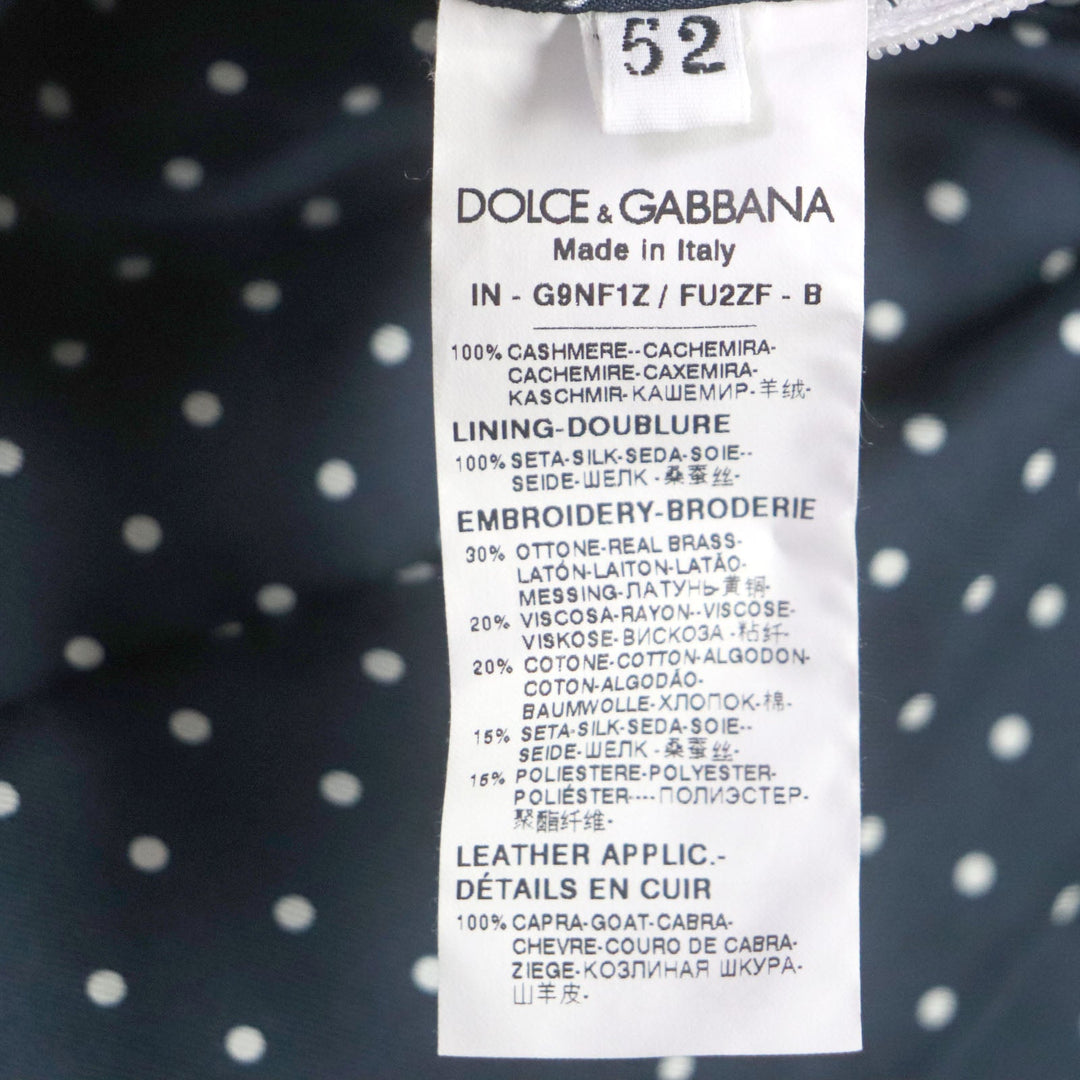 52
DOLCE & GABBANA
Made in Italy
IN - G9NF1Z / FU2ZF - B
100% CASHMERE--CACHEMIRA-
CACHEMIRE-CAXEMIRA-
KASCHMIR-КАШЕМИР-羊绒-
LINING-DOUBLURE
100% SETA-SILK-SEDA-SOIE--
SEIDE-ШЕЛК -桑蚕丝-
EMBROIDERY-BRODERIE
30% OTTONE-REAL BRASS-
LATÓN-LAITON-LATÃO-
MESSING-ЛАТУНЬ-黄铜-
20% VISCOSA-RAYON--VISCOSE-
VISKOSE-ВИСКОЗА -粘纤-
20% COTONE-COTTON-ALGODON-
COTON-ALGODÃO-
BAUMWOLLE-ХЛОПОК-棉-
15% SETA-SILK-SEDA-SOIE--
SEIDE-ШЕЛК -桑蚕丝-
15% POLIESTERE-POLYESTER-
POLIÉSTER----ПОЛИЭСТЕР-
聚酯纤维-
LEATHER APPLIC.-
DÉTAILS EN CUIR
100% CAPRA-GOAT-CABRA-
CHEVRE-COURO DE CABRA-
ZIEGE-КОЗЛИНАЯ ШКУРА-
山羊皮-